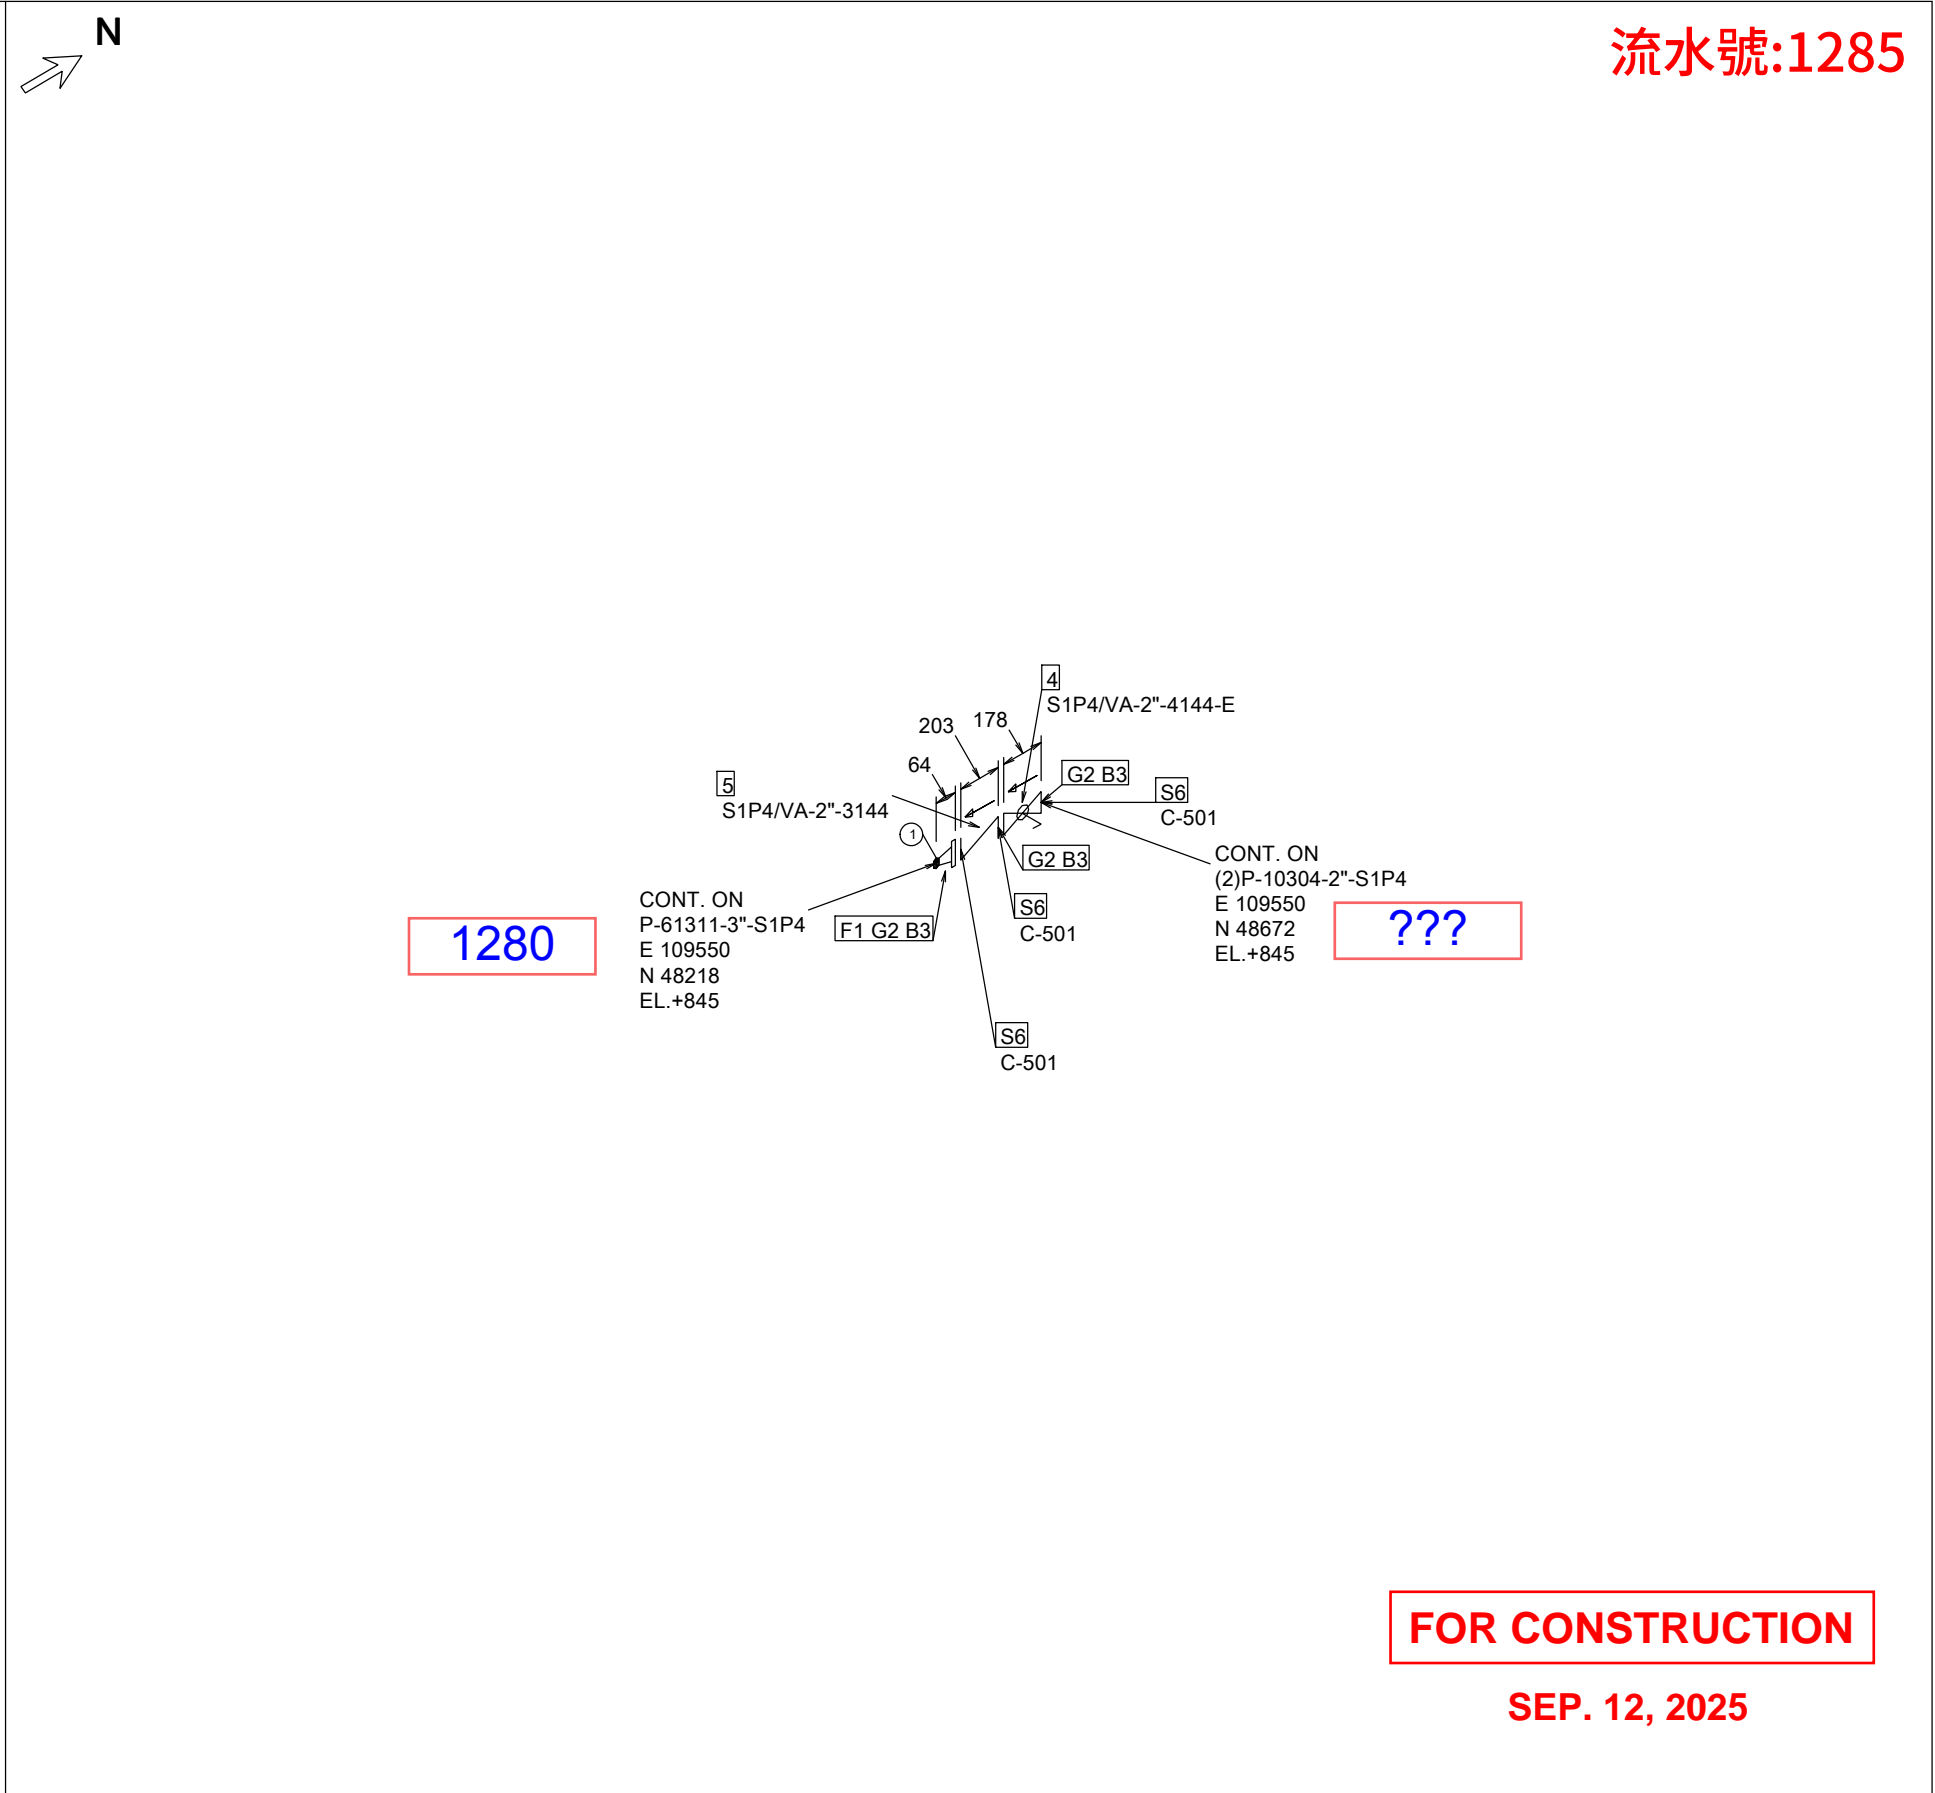 N
流水號:1285
4
S1P4/VA-2"-4144-E
203
178
64
G2 B3
5
S1P4/VA-2"-3144
S6
C-501
1
G2 B3
CONT. ON
(2)P-10304-2"-S1P4
E 109550
N 48672
EL.+845
???
S6
C-501
CONT. ON
P-61311-3"-S1P4
E 109550
N 48218
EL.+845
F1 G2 B3
1280
S6
C-501
FOR CONSTRUCTION
SEP. 12, 2025